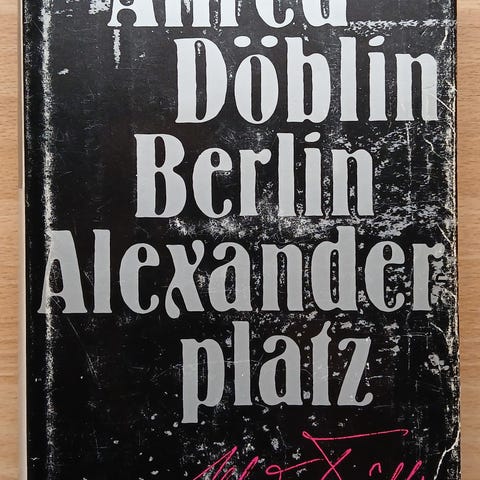 Alfred
Döblin
Berlin
Alexander
platz